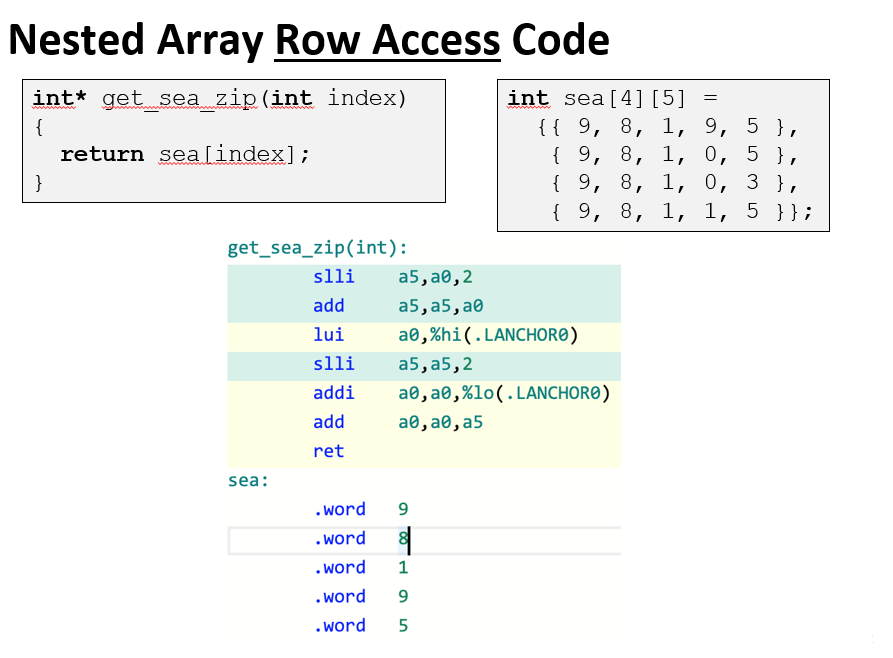 Nested Array Row Access Code
int* get_sea_zip(int index)
{
  return sea[index];
}
int sea[4][5] =
  {{ 9, 8, 1, 9, 5 },
   { 9, 8, 1, 0, 5 },
   { 9, 8, 1, 0, 3 },
   { 9, 8, 1, 1, 5 }};
get_sea_zip(int):
        slli    a5,a0,2
        add     a5,a5,a0
        lui     a0,%hi(.LANCHOR0)
        slli    a5,a5,2
        addi    a0,a0,%lo(.LANCHOR0)
        add     a0,a0,a5
        ret
sea:
        .word   9
        .word   8
        .word   1
        .word   9
        .word   5